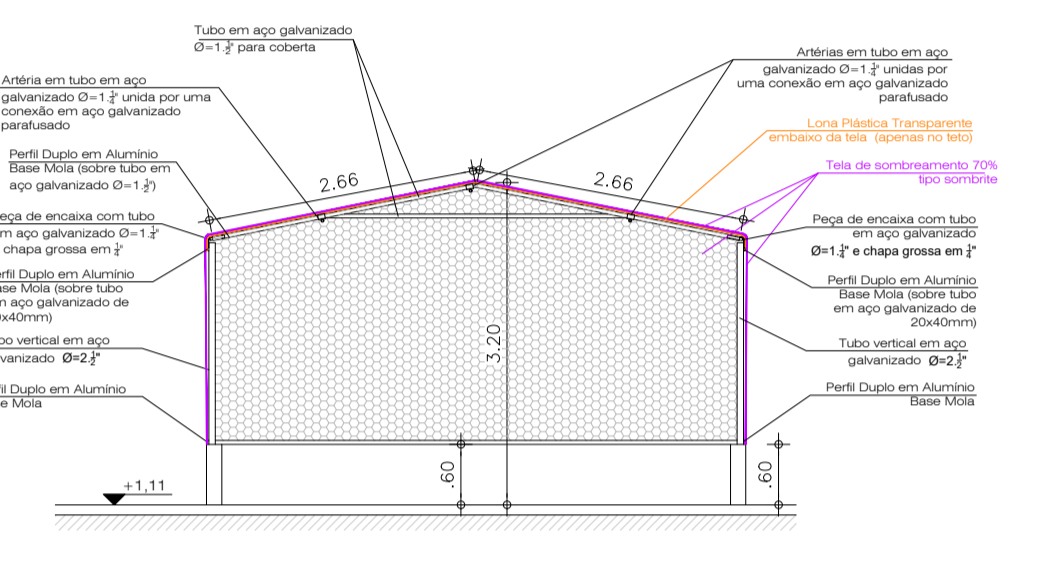 Tubo em aço galvanizado
Ø=1.½" para coberta
Artéria em tubo em aço
galvanizado Ø=1.¼" unida por uma
conexão em aço galvanizado
parafusado
Perfil Duplo em Alumínio
Base Mola (sobre tubo em
aço galvanizado Ø=1.½")
de encaixa com tubo
aço galvanizado Ø=1.¼"
chapa grossa em ¼"
Duplo em Alumínio
Mola (sobre tubo
aço galvanizado de
vertical em aço
Ø=2.½"
Duplo em Alumínio
Mola
Artérias em tubo em aço
galvanizado Ø=1.¼" unidas por
uma conexão em aço galvanizado
parafusado
Lona Plástica Transparente
embaixo da tela (apenas no teto)
Tela de sombreamento 70%
tipo sombrite
Peça de encaixa com tubo
em aço galvanizado
Ø=1.¼" e chapa grossa em ¼"
Perfil Duplo em Alumínio
Base Mola (sobre tubo
em aço galvanizado de
20x40mm)
Tubo vertical em aço
galvanizado Ø=2.½"
Perfil Duplo em Alumínio
Base Mola
2.66
2.66
3.20
.60
.60
+1,11